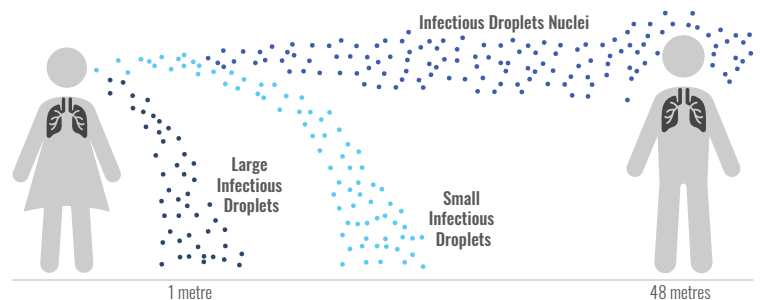 Infectious Droplets Nuclei
Large
Infectious
Droplets
Small
Infectious
Droplets
1 metre
48 metres